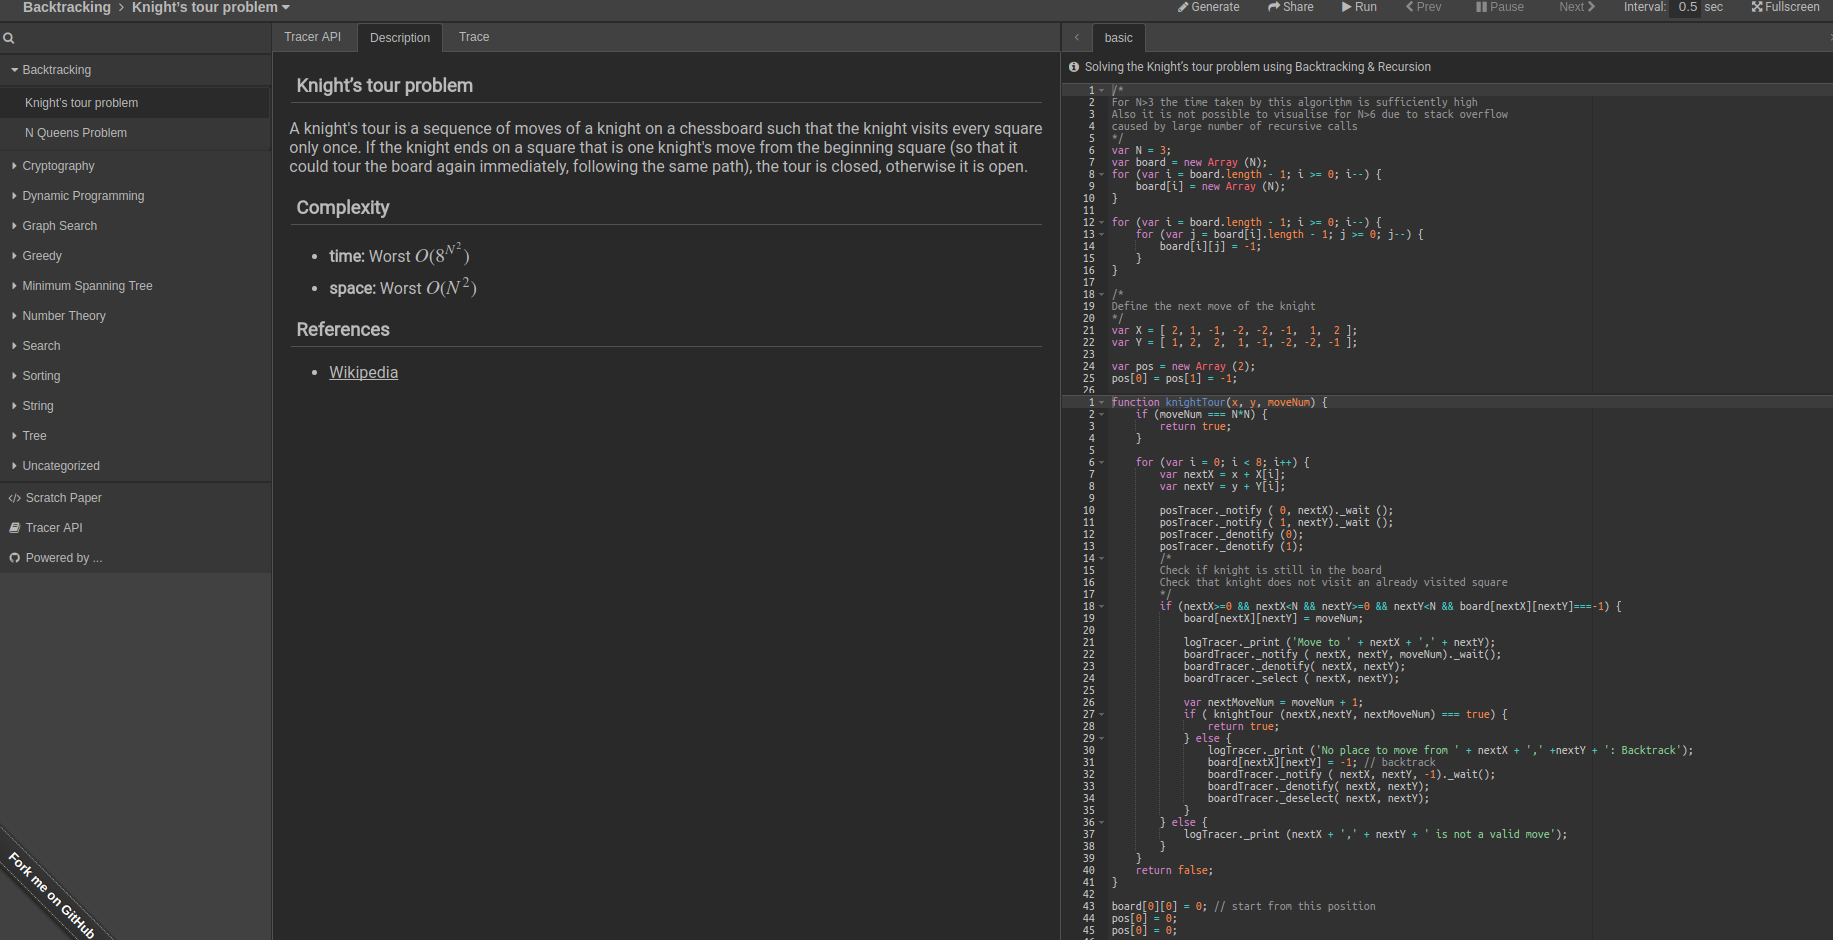 Backtracking > Knight's tour problem
Generate Share Run Prev Pause Next Interval: 0.5 sec Fullscreen
Backtracking
Knight's tour problem
N Queens Problem
Cryptography
Dynamic Programming
Graph Search
Greedy
Minimum Spanning Tree
Number Theory
Search
Sorting
String
Tree
Uncategorized
</> Scratch Paper
Tracer API
Powered by ...
Fork me on GitHub
Tracer API Description Trace
Knight's tour problem
A knight's tour is a sequence of moves of a knight on a chessboard such that the knight visits every square
only once. If the knight ends on a square that is one knight's move from the beginning square (so that it
could tour the board again immediately, following the same path), the tour is closed, otherwise it is open.
Complexity
• time: Worst O(8^{N^2})
• space: Worst O(N^2)
References
• Wikipedia
basic
Solving the Knight's tour problem using Backtracking & Recursion
1 /*
2 For N>3 the time taken by this algorithm is sufficiently high
3 Also it is not possible to visualise for N>6 due to stack overflow
4 caused by large number of recursive calls
5 */
6 var N = 3;
7 var board = new Array (N);
8 for (var i = board.length - 1; i >= 0; i--) {
9     board[i] = new Array (N);
10 }
11
12 for (var i = board.length - 1; i >= 0; i--) {
13     for (var j = board[i].length - 1; j >= 0; j--) {
14         board[i][j] = -1;
15     }
16 }
17
18 /*
19 Define the next move of the knight
20 */
21 var X = [ 2, 1, -1, -2, -2, -1,  1,  2 ];
22 var Y = [ 1, 2,  2,  1, -1, -2, -2, -1 ];
23
24 var pos = new Array (2);
25 pos[0] = pos[1] = -1;
26
1 function knightTour(x, y, moveNum) {
2     if (moveNum === N*N) {
3         return true;
4     }
5
6     for (var i = 0; i < 8; i++) {
7         var nextX = x + X[i];
8         var nextY = y + Y[i];
9
10         posTracer._notify ( 0, nextX)._wait ();
11         posTracer._notify ( 1, nextY)._wait ();
12         posTracer._denotify (0);
13         posTracer._denotify (1);
14         /*
15         Check if knight is still in the board
16         Check that knight does not visit an already visited square
17         */
18         if (nextX>=0 && nextX<N && nextY>=0 && nextY<N && board[nextX][nextY]===-1) {
19             board[nextX][nextY] = moveNum;
20
21             logTracer._print ('Move to ' + nextX + ',' + nextY);
22             boardTracer._notify ( nextX, nextY, moveNum)._wait();
23             boardTracer._denotify( nextX, nextY);
24             boardTracer._select ( nextX, nextY);
25
26             var nextMoveNum = moveNum + 1;
27             if ( knightTour (nextX,nextY, nextMoveNum) === true) {
28                 return true;
29             } else {
30                 logTracer._print ('No place to move from ' + nextX + ',' +nextY + ': Backtrack');
31                 board[nextX][nextY] = -1; // backtrack
32                 boardTracer._notify ( nextX, nextY, -1)._wait();
33                 boardTracer._denotify( nextX, nextY);
34                 boardTracer._deselect( nextX, nextY);
35             }
36         } else {
37             logTracer._print (nextX + ',' + nextY + ' is not a valid move');
38         }
39     }
40     return false;
41 }
42
43 board[0][0] = 0; // start from this position
44 pos[0] = 0;
45 pos[0] = 0;